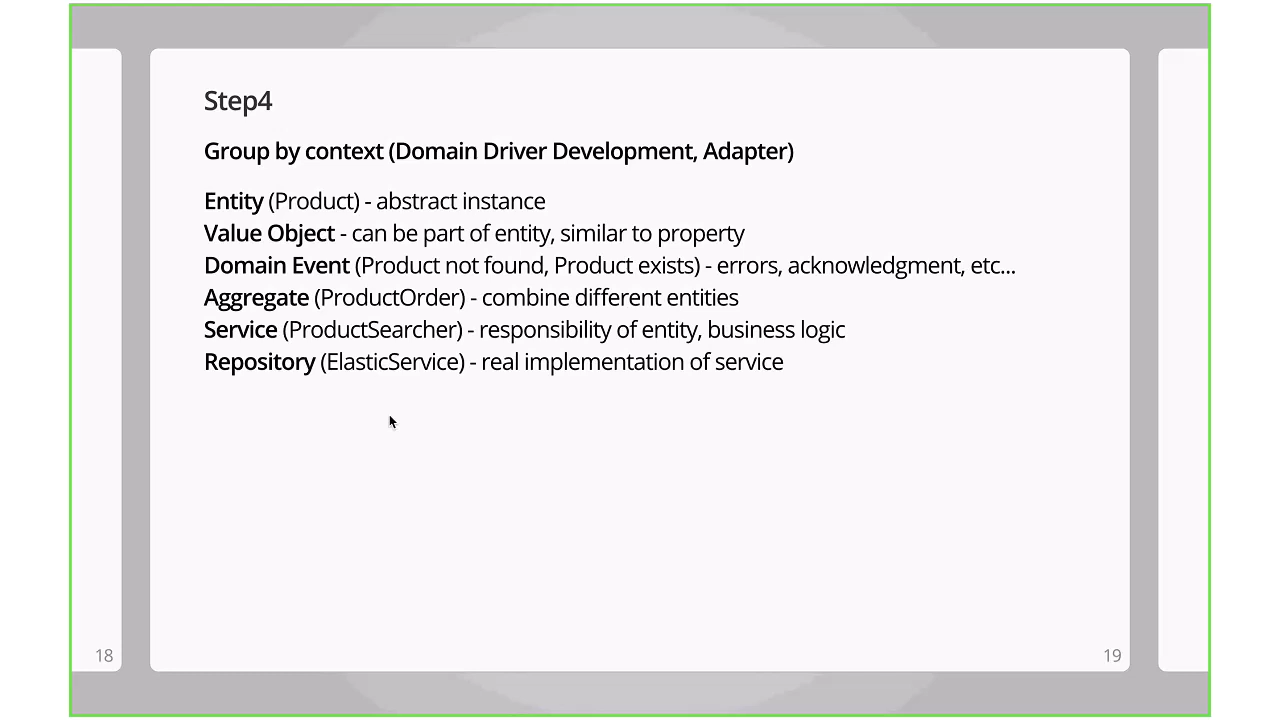 Step4
Group by context (Domain Driver Development, Adapter)
Entity (Product) - abstract instance
Value Object - can be part of entity, similar to property
Domain Event (Product not found, Product exists) - errors, acknowledgment, etc...
Aggregate (ProductOrder) - combine different entities
Service (ProductSearcher) - responsibility of entity, business logic
Repository (ElasticService) - real implementation of service
18
19